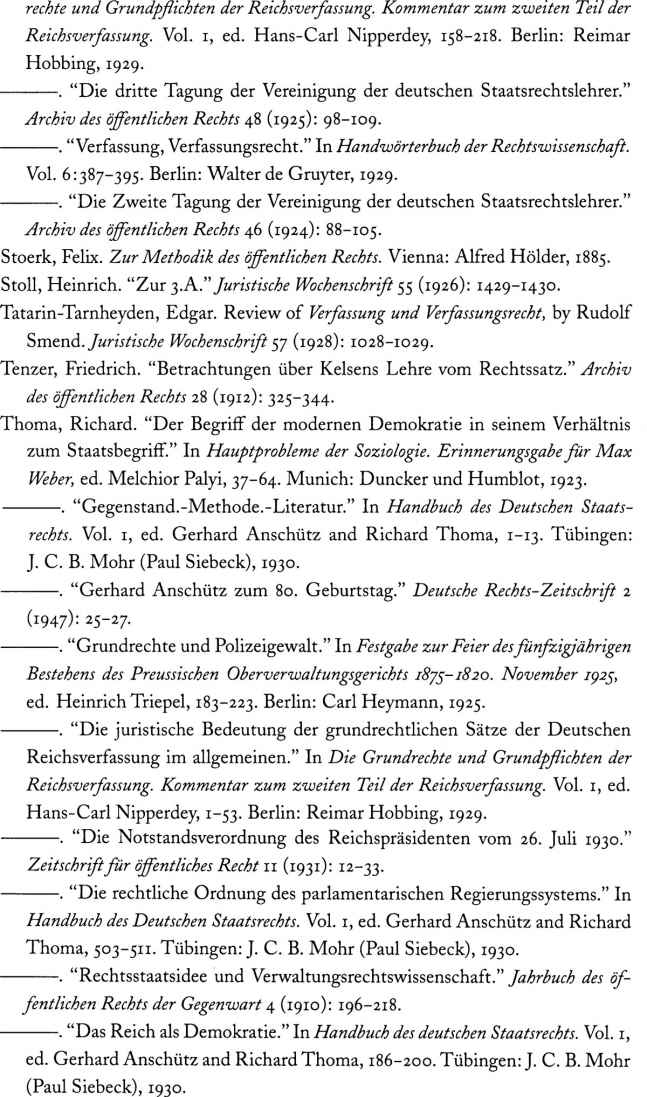 rechte und Grundpflichten der Reichsverfassung. Kommentar zum zweiten Teil der
Reichsverfassung. Vol. 1, ed. Hans-Carl Nipperdey, 158–218. Berlin: Reimar
Hobbing, 1929.
———. “Die dritte Tagung der Vereinigung der deutschen Staatsrechtslehrer.”
Archiv des öffentlichen Rechts 48 (1925): 98–109.
———. “Verfassung, Verfassungsrecht.” In Handwörterbuch der Rechtswissenschaft.
Vol. 6:387–395. Berlin: Walter de Gruyter, 1929.
———. “Die Zweite Tagung der Vereinigung der deutschen Staatsrechtslehrer.”
Archiv des öffentlichen Rechts 46 (1924): 88–105.
Stoerk, Felix. Zur Methodik des öffentlichen Rechts. Vienna: Alfred Hölder, 1885.
Stoll, Heinrich. “Zur 3.A.” Juristische Wochenschrift 55 (1926): 1429–1430.
Tatarin-Tarnheyden, Edgar. Review of Verfassung und Verfassungsrecht, by Rudolf
Smend. Juristische Wochenschrift 57 (1928): 1028–1029.
Tenzer, Friedrich. “Betrachtungen über Kelsens Lehre vom Rechtssatz.” Archiv
des öffentlichen Rechts 28 (1912): 325–344.
Thoma, Richard. “Der Begriff der modernen Demokratie in seinem Verhältnis
zum Staatsbegriff.” In Hauptprobleme der Soziologie. Erinnerungsgabe für Max
Weber, ed. Melchior Palyi, 37–64. Munich: Duncker und Humblot, 1923.
———. “Gegenstand.-Methode.-Literatur.” In Handbuch des Deutschen Staats-
rechts. Vol. 1, ed. Gerhard Anschütz and Richard Thoma, 1–13. Tübingen:
J. C. B. Mohr (Paul Siebeck), 1930.
———. “Gerhard Anschütz zum 80. Geburtstag.” Deutsche Rechts-Zeitschrift 2
(1947): 25–27.
———. “Grundrechte und Polizeigewalt.” In Festgabe zur Feier des fünfzigjährigen
Bestehens des Preussischen Oberverwaltungsgerichts 1875–1820. November 1925,
ed. Heinrich Triepel, 183–223. Berlin: Carl Heymann, 1925.
———. “Die juristische Bedeutung der grundrechtlichen Sätze der Deutschen
Reichsverfassung im allgemeinen.” In Die Grundrechte und Grundpflichten der
Reichsverfassung. Kommentar zum zweiten Teil der Reichsverfassung. Vol. 1, ed.
Hans-Carl Nipperdey, 1–53. Berlin: Reimar Hobbing, 1929.
———. “Die Notstandsverordnung des Reichspräsidenten vom 26. Juli 1930.”
Zeitschrift für öffentliches Recht 11 (1931): 12–33.
———. “Die rechtliche Ordnung des parlamentarischen Regierungssystems.” In
Handbuch des Deutschen Staatsrechts. Vol. 1, ed. Gerhard Anschütz and Richard
Thoma, 503–511. Tübingen: J. C. B. Mohr (Paul Siebeck), 1930.
———. “Rechtsstaatsidee und Verwaltungsrechtswissenschaft.” Jahrbuch des öf-
fentlichen Rechts der Gegenwart 4 (1910): 196–218.
———. “Das Reich als Demokratie.” In Handbuch des deutschen Staatsrechts. Vol. 1,
ed. Gerhard Anschütz and Richard Thoma, 186–200. Tübingen: J. C. B. Mohr
(Paul Siebeck), 1930.